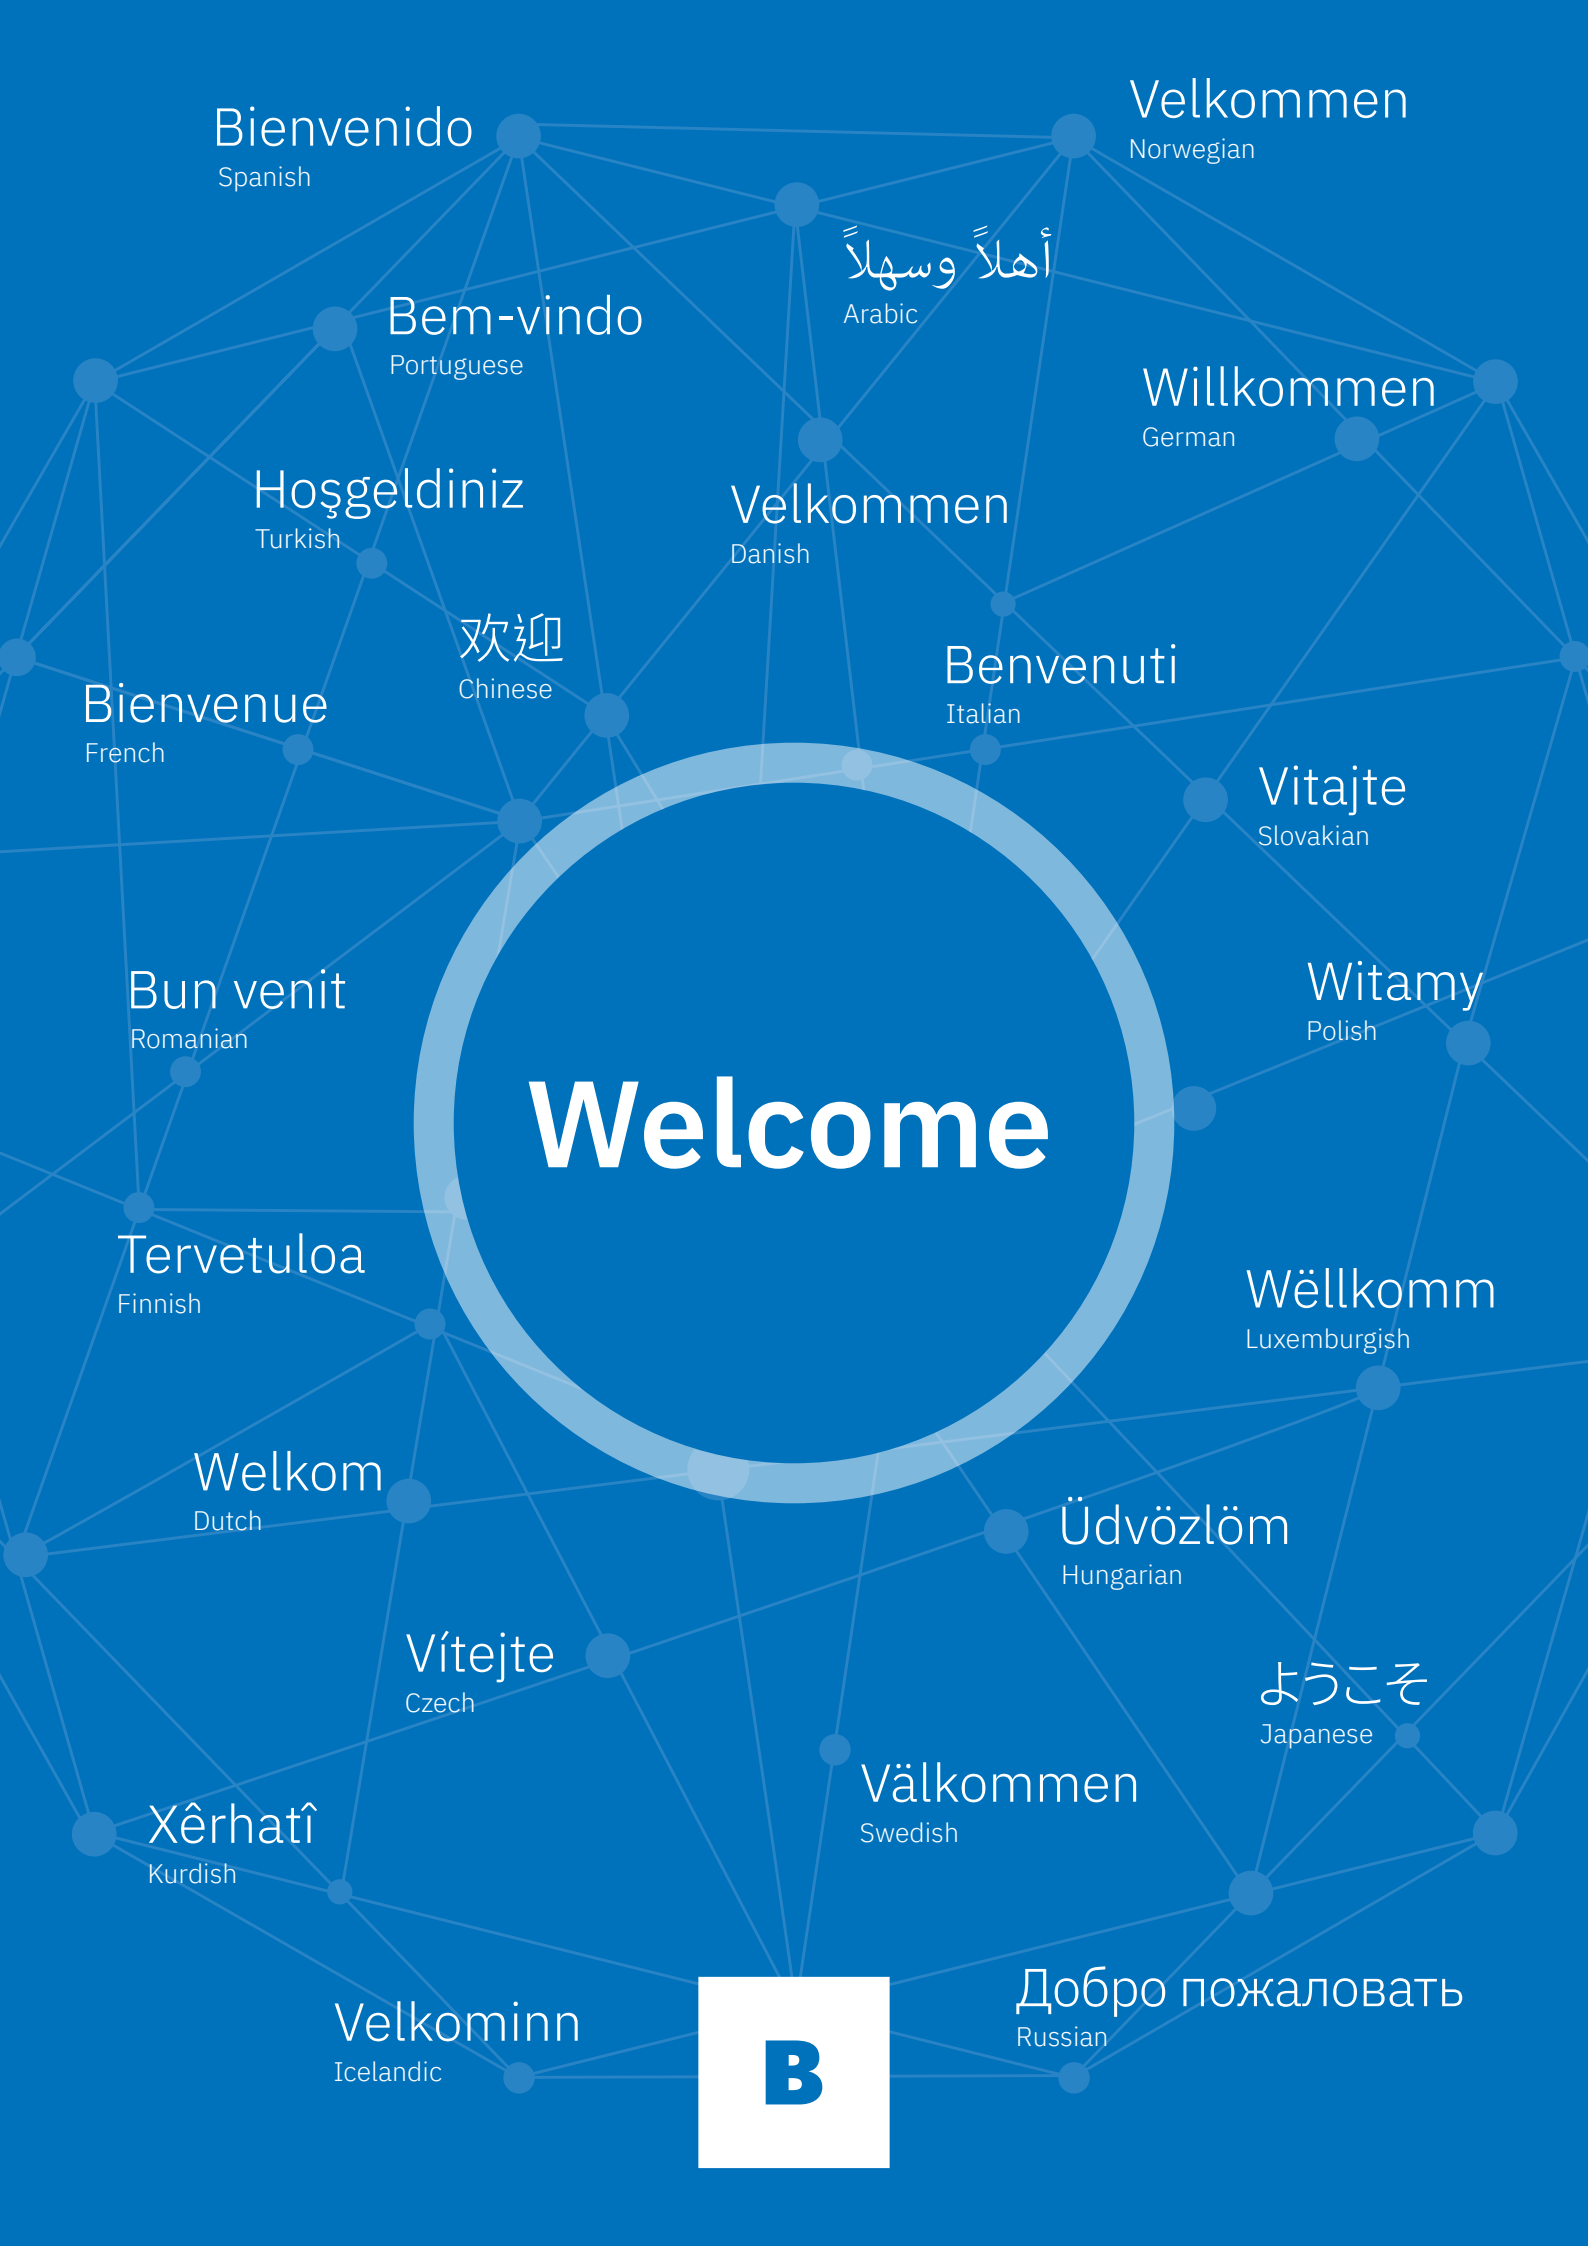 Velkommen
Norwegian
Bienvenido
Spanish
أهلاً وسهلاً
Arabic
Bem-vindo
Portuguese
Willkommen
German
Hoşgeldiniz
Turkish
Velkommen
Danish
欢迎
Chinese
Benvenuti
Italian
Bienvenue
French
Vitajte
Slovakian
Bun venit
Romanian
Witamy
Polish
Welcome
Tervetuloa
Finnish
Wëllkomm
Luxemburgish
Welkom
Dutch
Üdvözlöm
Hungarian
Vítejte
Czech
ようこそ
Japanese
Välkommen
Swedish
Xêrhatî
Kurdish
Добро пожаловать
Russian
Velkominn
Icelandic
B